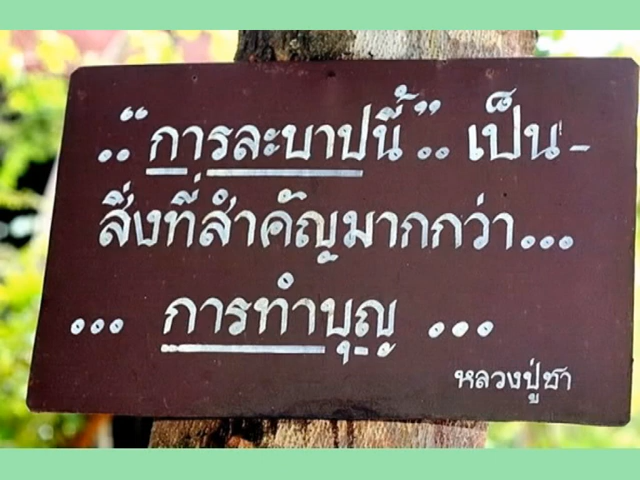 ..“การละบาปนี้”.. เป็น-
สิ่งที่สำคัญมากกว่า...
... การทำบุญ ...
หลวงปู่ชา